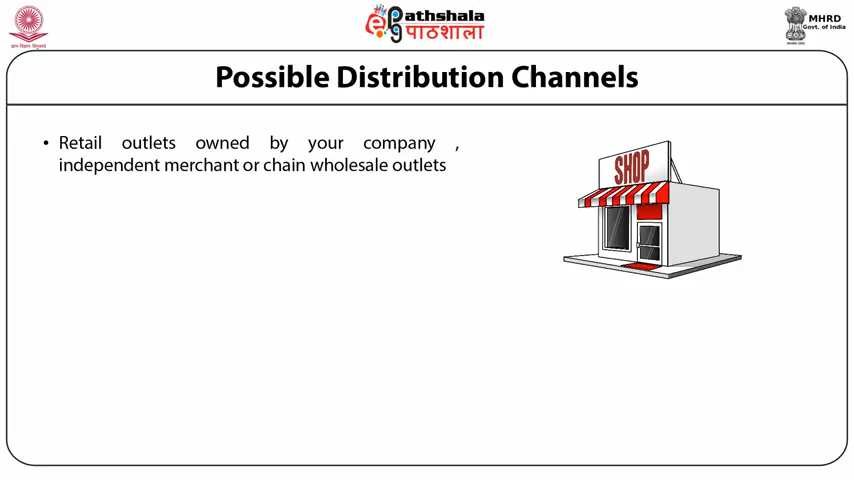 e-Pathshala
पाठशाला
MHRD
Govt. of India
Possible Distribution Channels
• Retail outlets owned by your company ,
independent merchant or chain wholesale outlets
SHOP